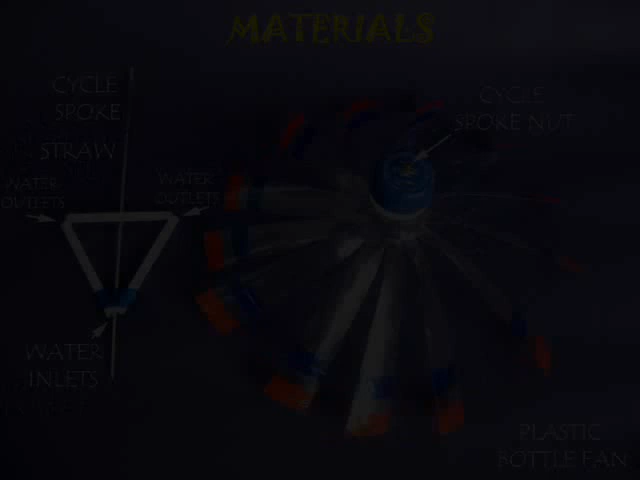 MATERIALS
CYCLE
SPOKE
STRAW
WATER
OUTLETS
WATER
OUTLETS
WATER
INLETS
CYCLE
SPOKE NUT
PLASTIC
BOTTLE FAN